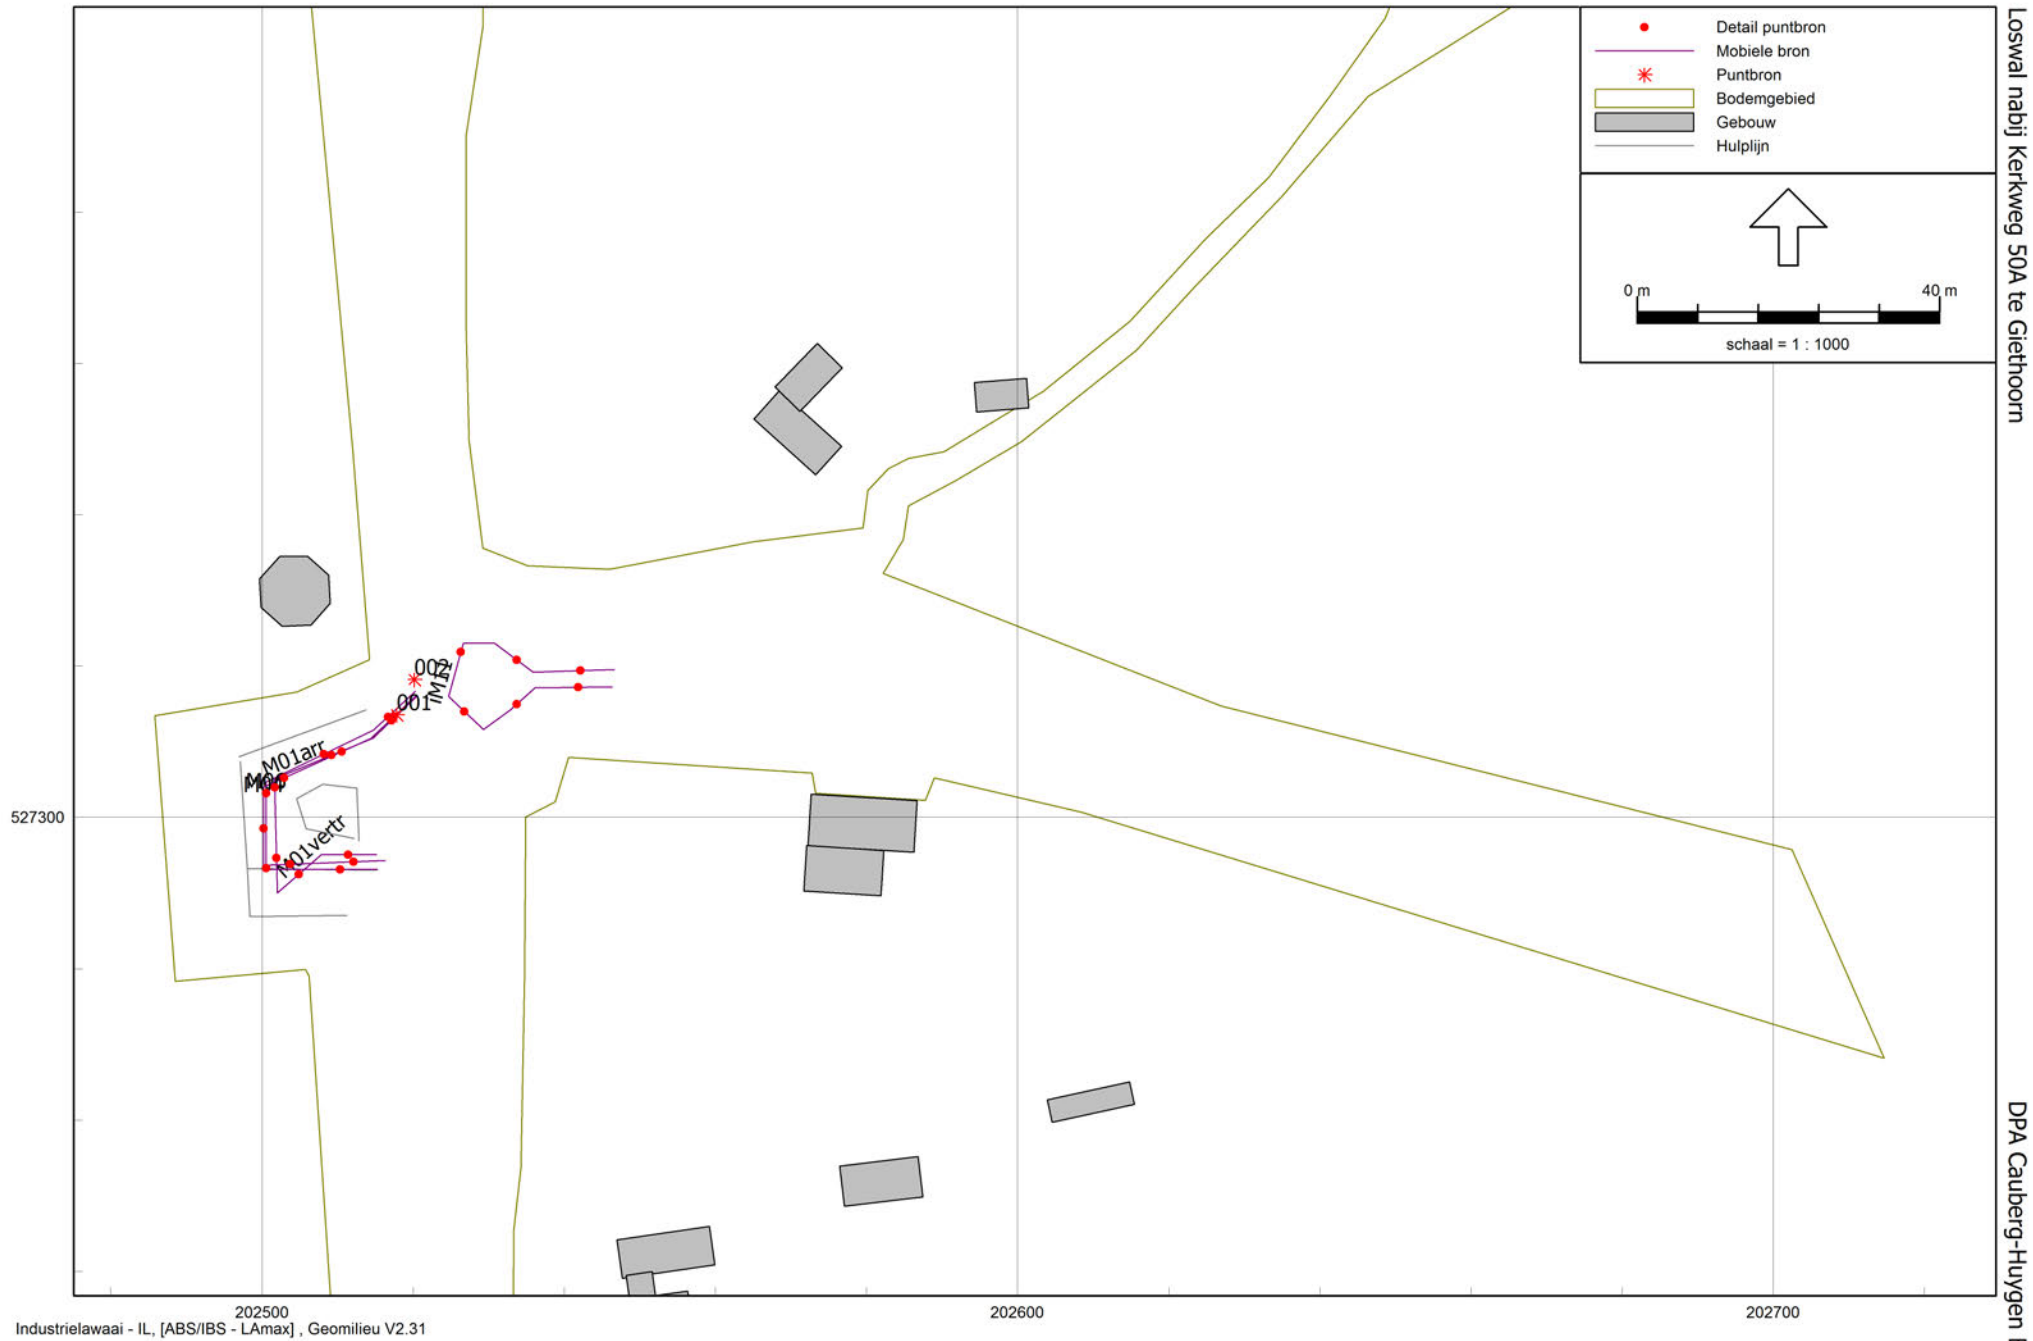 Detail puntbron
Mobiele bron
Puntbron
Bodemgebied
Gebouw
Hulplijn
0 m
40 m
schaal = 1 : 1000
Loswal nabij Kerkweg 50A te Giethoorn
DPA Cauberg-Huygen
002
001
M01arr
M01vertr
527300
202500
202600
202700
Industrielawaai - IL, [ABS/IBS - LAmax] , Geomilieu V2.31